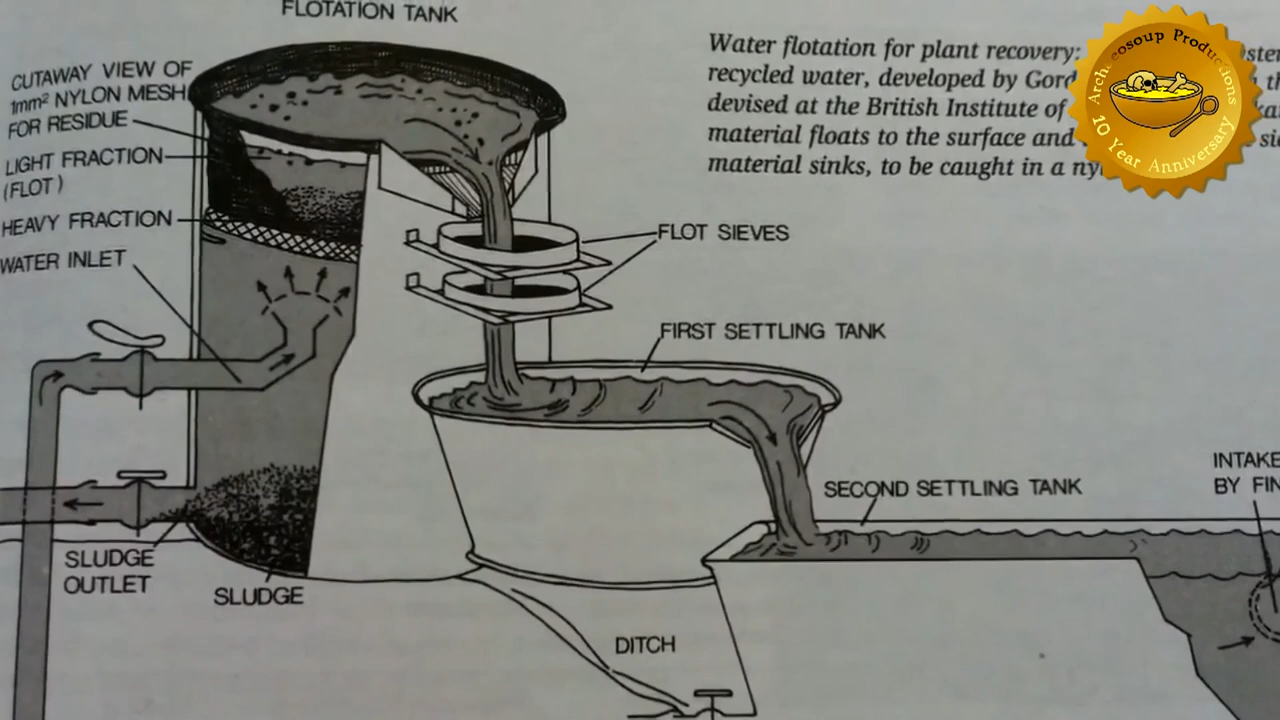 FLOTATION TANK
CUTAWAY VIEW OF
1mm² NYLON MESH
FOR RESIDUE
LIGHT FRACTION
(FLOT)
HEAVY FRACTION
WATER INLET
Water flotation for plant recovery:
recycled water, developed by
devised at the British Institute of
material floats to the surface and
material sinks, to be caught in a
Archaeosoup Productions
10 Year Anniversary
FLOT SIEVES
FIRST SETTLING TANK
SECOND SETTLING TANK
INTAKE
BY
SLUDGE
OUTLET
SLUDGE
DITCH